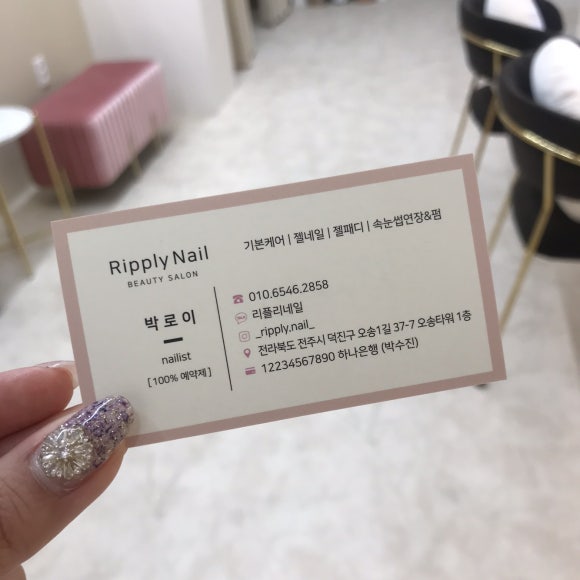 Ripply Nail
BEAUTY SALON
박로이
nailist
[100% 예약제]
기본케어 | 젤네일 | 젤패디 | 속눈썹연장&펌
010.6546.2858
리플리네일
_ripply.nail_
전라북도 전주시 덕진구 오송1길 37-7 오송타워 1층
12234567890 하나은행 (박수진)